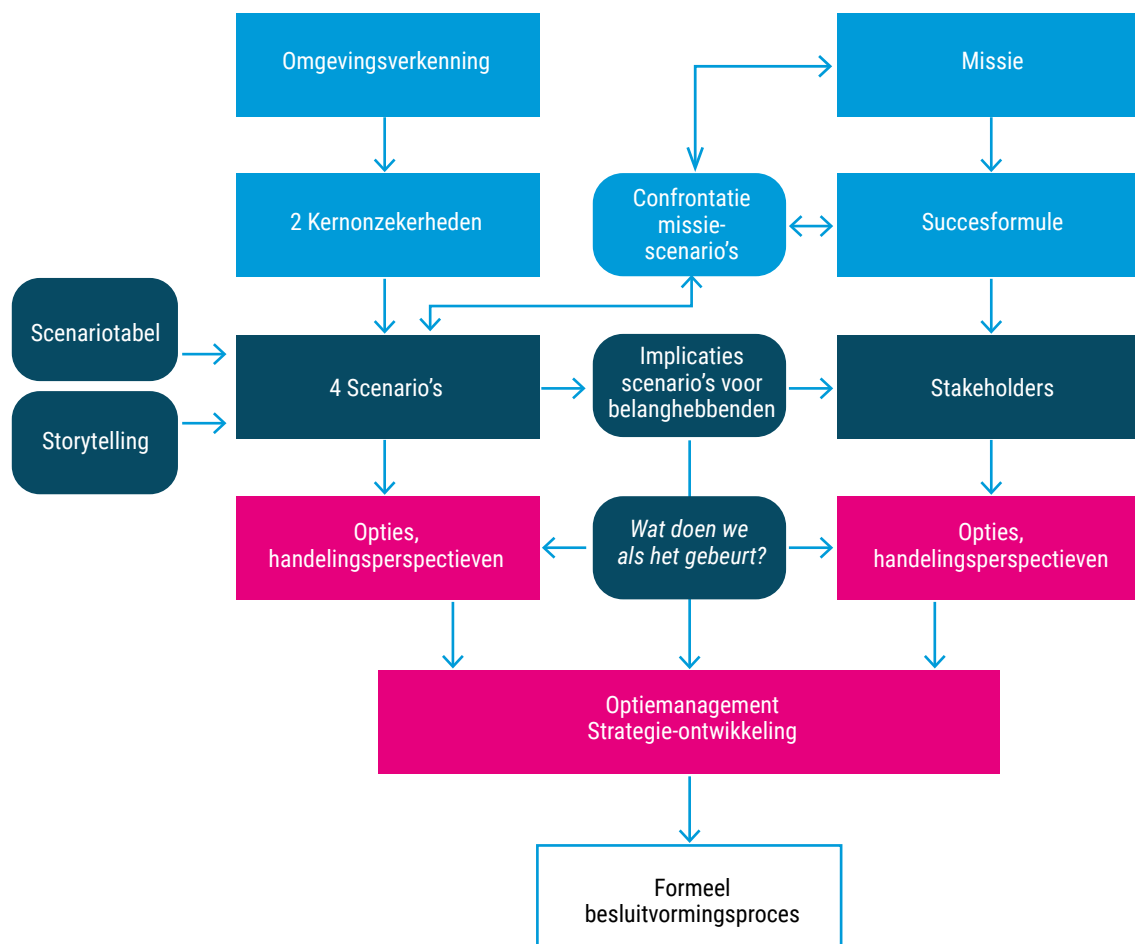 Omgevingsverkenning
Missie
2 Kernonzekerheden
Confrontatie
missie-
scenario’s
Succesformule
Scenariotabel
Storytelling
4 Scenario’s
Implicaties
scenario’s voor
belanghebbenden
Stakeholders
Opties,
handelingsperspectieven
Wat doen we
als het gebeurt?
Opties,
handelingsperspectieven
Optiemanagement
Strategie-ontwikkeling
Formeel
besluitvormingsproces